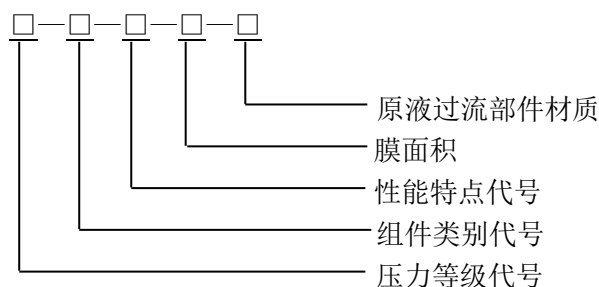 □—□—□—□—□
原液过流部件材质
膜面积
性能特点代号
组件类别代号
压力等级代号